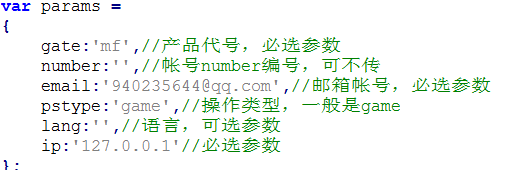 var params =
{
gate:'mf',//产品代号，必选参数
number:'',//帐号number编号，可不传
email:'940235644@qq.com',//邮箱帐号，必选参数
pstype:'game',//操作类型，一般是game
lang:'',//语言，可选参数
ip:'127.0.0.1'//必选参数
};